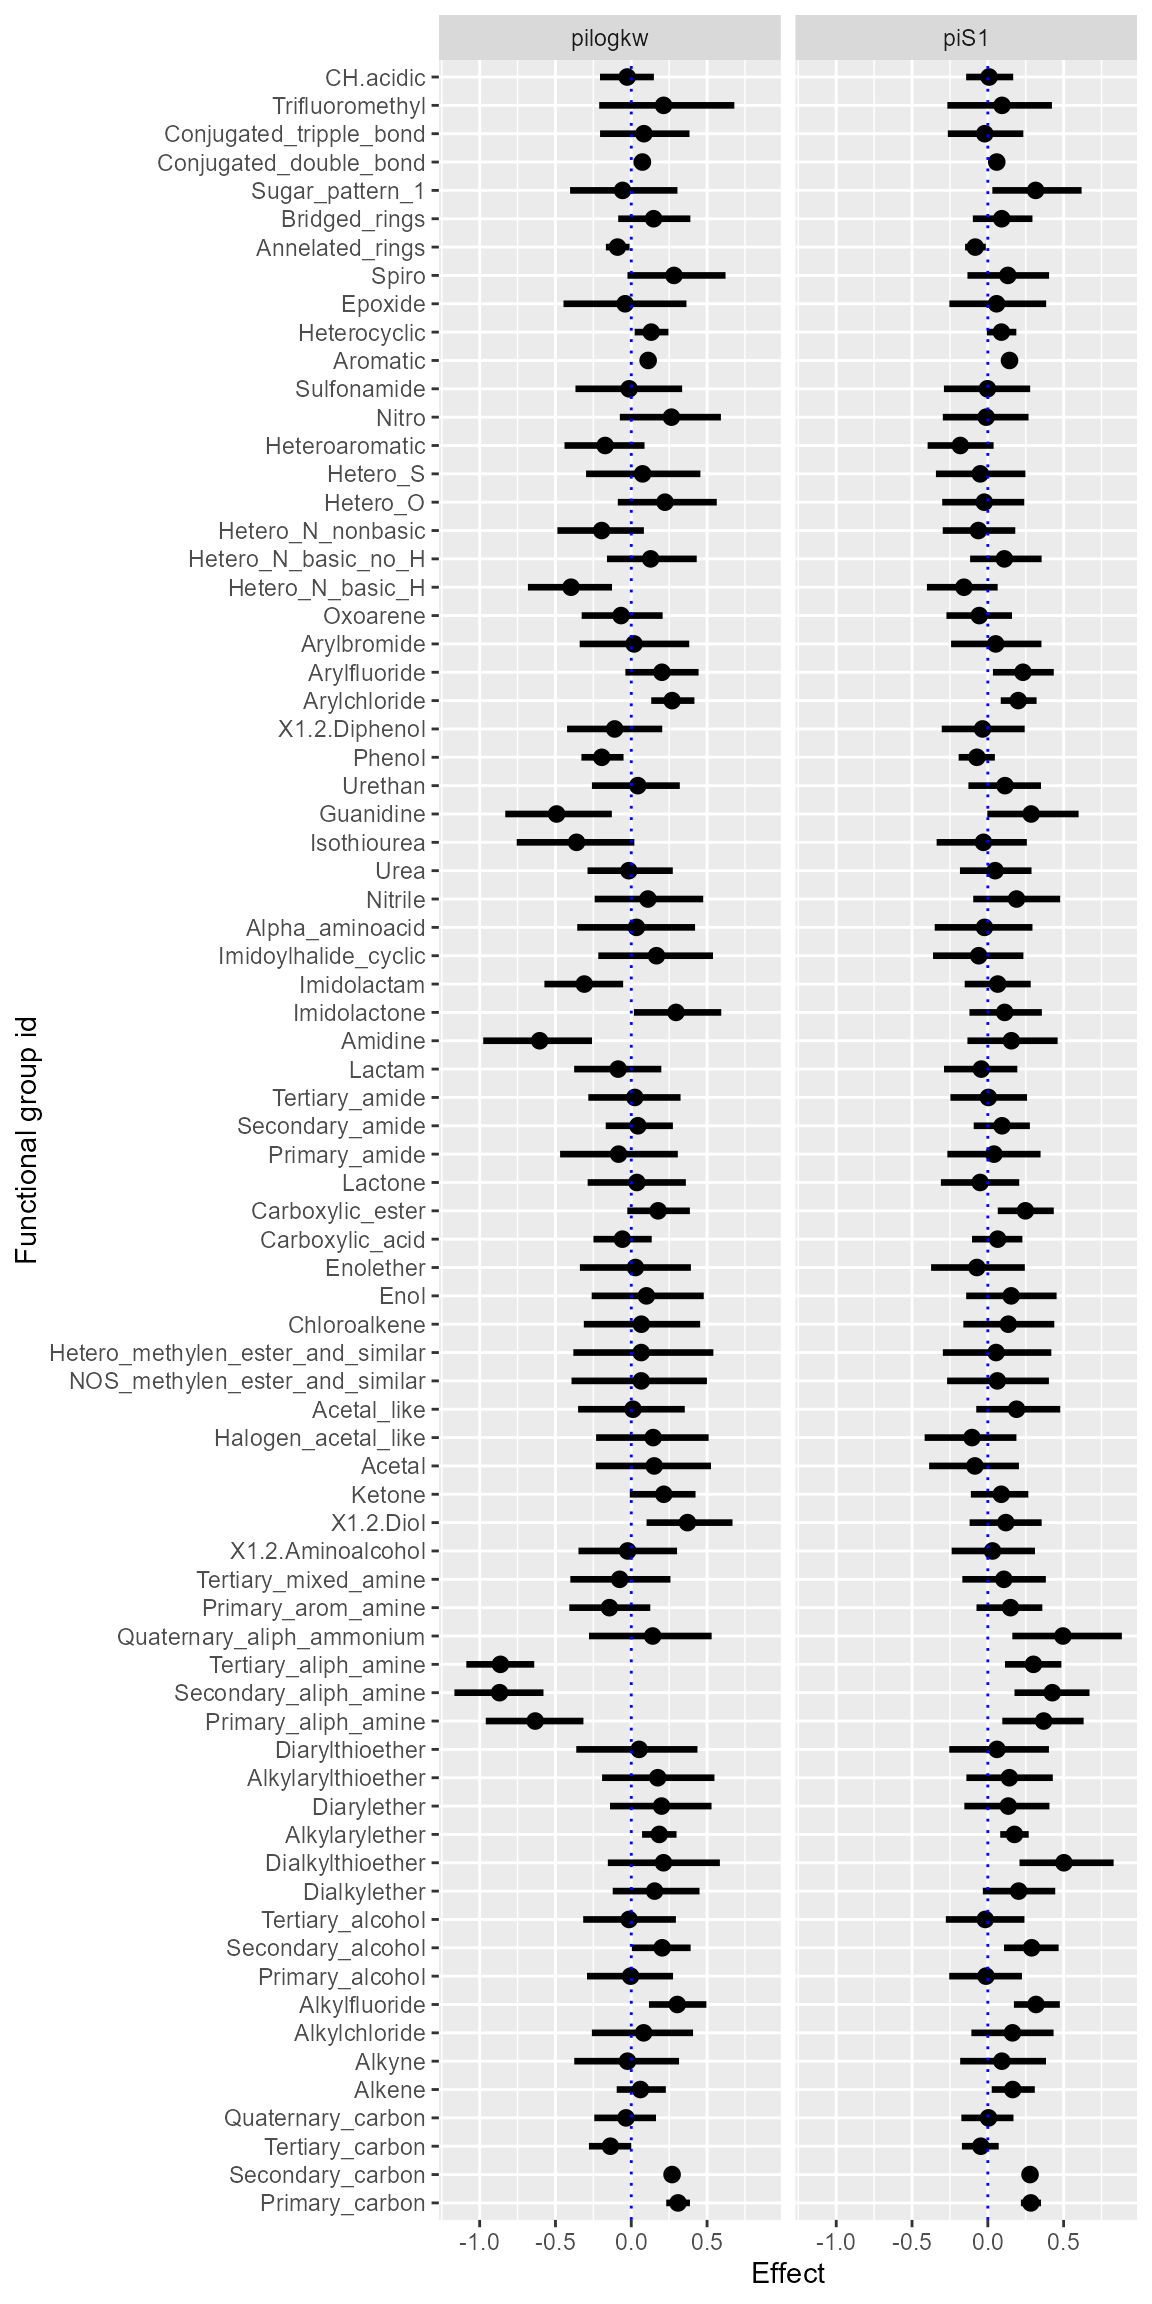 pilogkw piS1
CH.acidic
Trifluoromethyl
Conjugated_tripple_bond
Conjugated_double_bond
Sugar_pattern_1
Bridged_rings
Annelated_rings
Spiro
Epoxide
Heterocyclic
Aromatic
Sulfonamide
Nitro
Heteroaromatic
Hetero_S
Hetero_O
Hetero_N_nonbasic
Hetero_N_basic_no_H
Hetero_N_basic_H
Oxoarene
Arylbromide
Arylfluoride
Arylchloride
X1.2.Diphenol
Phenol
Urethan
Guanidine
Isothiourea
Urea
Nitrile
Alpha_aminoacid
Imidoylhalide_cyclic
Imidolactam
Imidolactone
Amidine
Lactam
Tertiary_amide
Secondary_amide
Primary_amide
Lactone
Carboxylic_ester
Carboxylic_acid
Enolether
Enol
Chloroalkene
Hetero_methylen_ester_and_similar
NOS_methylen_ester_and_similar
Acetal_like
Halogen_acetal_like
Acetal
Ketone
X1.2.Diol
X1.2.Aminoalcohol
Tertiary_mixed_amine
Primary_arom_amine
Quaternary_aliph_ammonium
Tertiary_aliph_amine
Secondary_aliph_amine
Primary_aliph_amine
Diarylthioether
Alkylarylthioether
Diarylether
Alkylarylether
Dialkylthioether
Dialkylether
Tertiary_alcohol
Secondary_alcohol
Primary_alcohol
Alkylfluoride
Alkylchloride
Alkyne
Alkene
Quaternary_carbon
Tertiary_carbon
Secondary_carbon
Primary_carbon
Functional group id
-1.0 -0.5 0.0 0.5 -1.0 -0.5 0.0 0.5
Effect